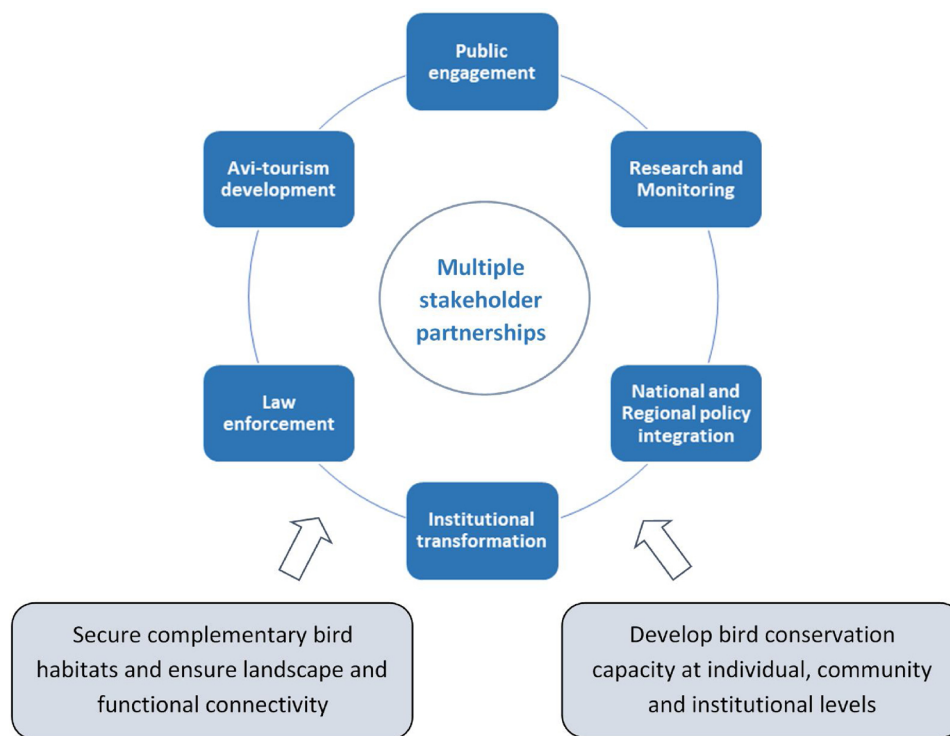 Public
engagement
Avi-tourism
development
Research and
Monitoring
Multiple
stakeholder
partnerships
Law
enforcement
National and
Regional policy
integration
Institutional
transformation
Secure complementary bird
habitats and ensure landscape and
functional connectivity
Develop bird conservation
capacity at individual, community
and institutional levels